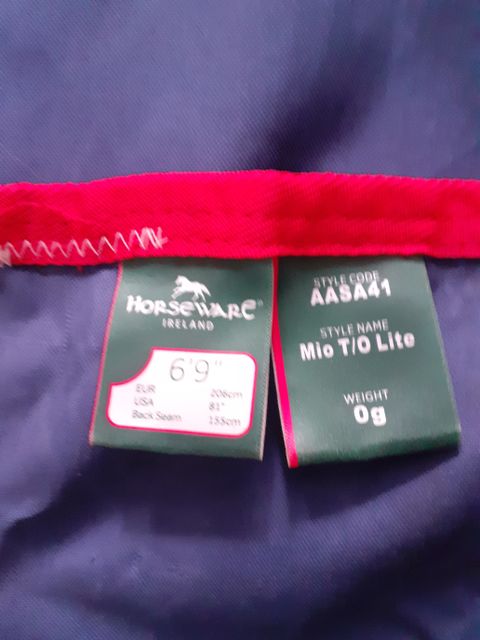 HORSEWARE®
IRELAND
6'9"
EUR 206cm
USA 81"
Back Seam 155cm
STYLE CODE
AASA41
STYLE NAME
Mio T/O Lite
WEIGHT
0g